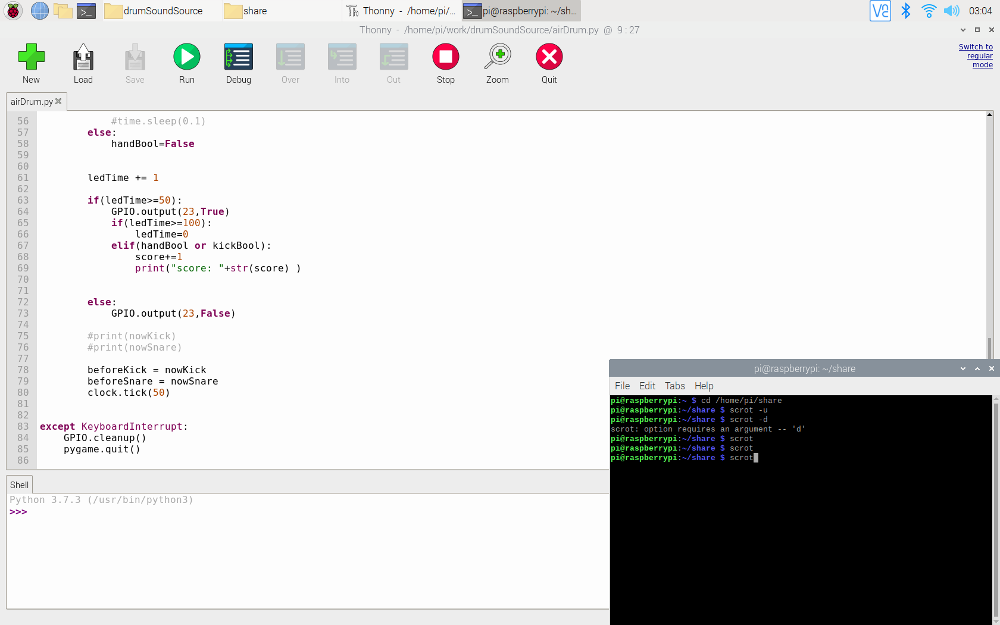 drumSoundSource
share
Thonny - /home/pi/...
pi@raspberrypi: ~/sh...
03:04
Thonny - /home/pi/work/drumSoundSource/airDrum.py @ 9 : 27
New
Load
Save
Run
Debug
Over
Into
Out
Stop
Zoom
Quit
Switch to
regular
mode
airDrum.py
56 #time.sleep(0.1)
57 else:
58 handBool=False
59
60
61 ledTime += 1
62
63 if(ledTime>=50):
64 GPIO.output(23,True)
65 if(ledTime>=100):
66 ledTime=0
67 elif(handBool or kickBool):
68 score+=1
69 print("score: "+str(score) )
70
71
72 else:
73 GPIO.output(23,False)
74
75 #print(nowKick)
76 #print(nowSnare)
77
78 beforeKick = nowKick
79 beforeSnare = nowSnare
80 clock.tick(50)
81
82
83 except KeyboardInterrupt:
84 GPIO.cleanup()
85 pygame.quit()
86
Shell
Python 3.7.3 (/usr/bin/python3)
>>>
pi@raspberrypi: ~/share
File Edit Tabs Help
pi@raspberrypi:~ $ cd /home/pi/share
pi@raspberrypi:~/share $ scrot -u
pi@raspberrypi:~/share $ scrot -d
scrot: option requires an argument -- 'd'
pi@raspberrypi:~/share $ scrot
pi@raspberrypi:~/share $ scrot
pi@raspberrypi:~/share $ scrot